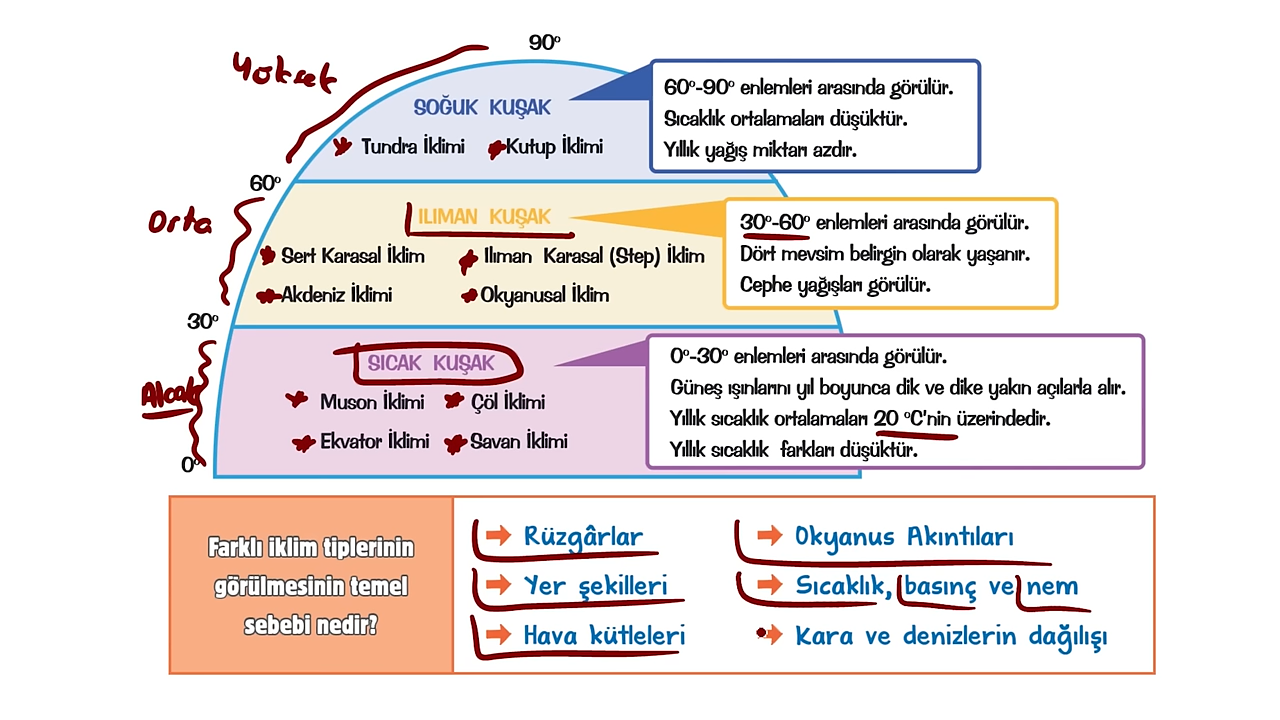 90°
Yüksek
SOĞUK KUŞAK
Tundra İklimi
Kutup İklimi
60°-90° enlemleri arasında görülür.
Sıcaklık ortalamaları düşüktür.
Yıllık yağış miktarı azdır.
60°
Orta
ILIMAN KUŞAK
Sert Karasal İklim
Ilıman Karasal (Step) İklim
Akdeniz İklimi
Okyanusal İklim
30°-60° enlemleri arasında görülür.
Dört mevsim belirgin olarak yaşanır.
Cephe yağışları görülür.
30°
Alçak
SICAK KUŞAK
Muson İklimi
Çöl İklimi
Ekvator İklimi
Savan İklimi
0°-30° enlemleri arasında görülür.
Güneş ışınlarını yıl boyunca dik ve dike yakın açılarla alır.
Yıllık sıcaklık ortalamaları 20 °C'nin üzerindedir.
Yıllık sıcaklık farkları düşüktür.
0°
Farklı iklim tiplerinin
görülmesinin temel
sebebi nedir?
Rüzgârlar
Yer şekilleri
Hava kütleleri
Okyanus Akıntıları
Sıcaklık, basınç ve nem
Kara ve denizlerin dağılışı